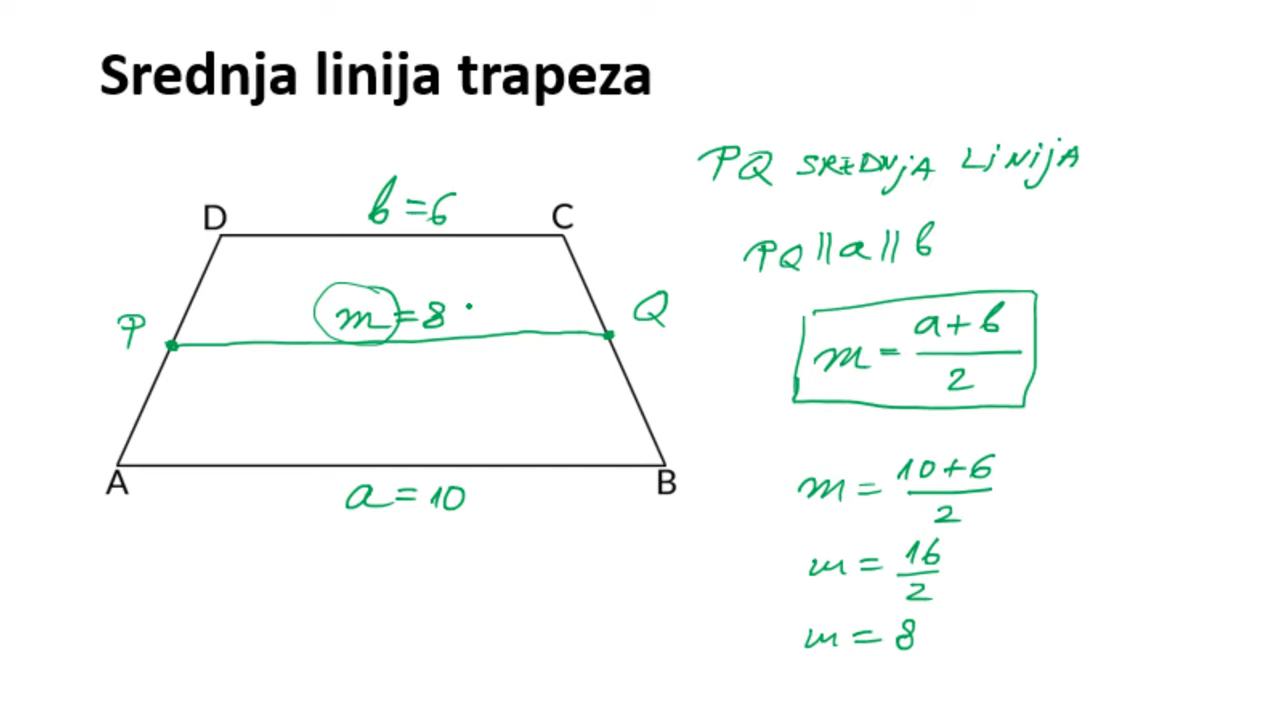 Srednja linija trapeza
PQ SREDNjA LiNijA
D b=6 C
PQ || a || b
P m=8 Q
m = a+b / 2
A a=10 B
m = 10+6 / 2
m = 16 / 2
m = 8